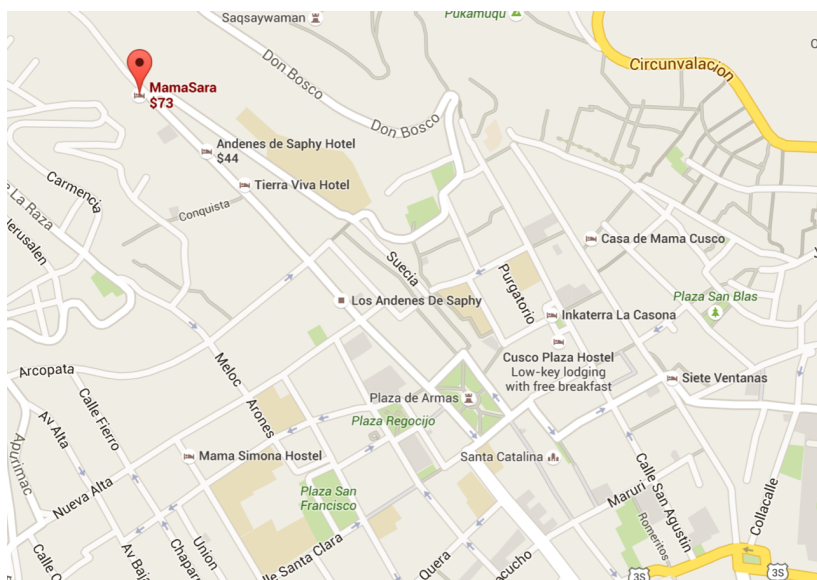 Saqsaywaman
Pukamuqu
Circunvalacion
C
Don Bosco
MamaSara
$73
Don Bosco
Andenes de Saphy Hotel
$44
Tierra Viva Hotel
Carmencia
La Raza
Conquista
Jerusalen
Casa de Mama Cusco
Suecia
Purgatorio
Plaza San Blas
Los Andenes De Saphy
Inkaterra La Casona
Cusco Plaza Hostel
Low-key lodging
with free breakfast
Arcopata
Meloc
Siete Ventanas
Plaza de Armas
Calle Fierro
Arones
Plaza Regocijo
Av Alta
Apurimac
Mama Simona Hostel
Santa Catalina
Calle San Agustin
Plaza San
Francisco
Maruri
Nueva Alta
Romeritos
Collacalle
Union
Calle C
Av Baja
Chapar
lle Santa Clara
Quera
acucho
3S
3S